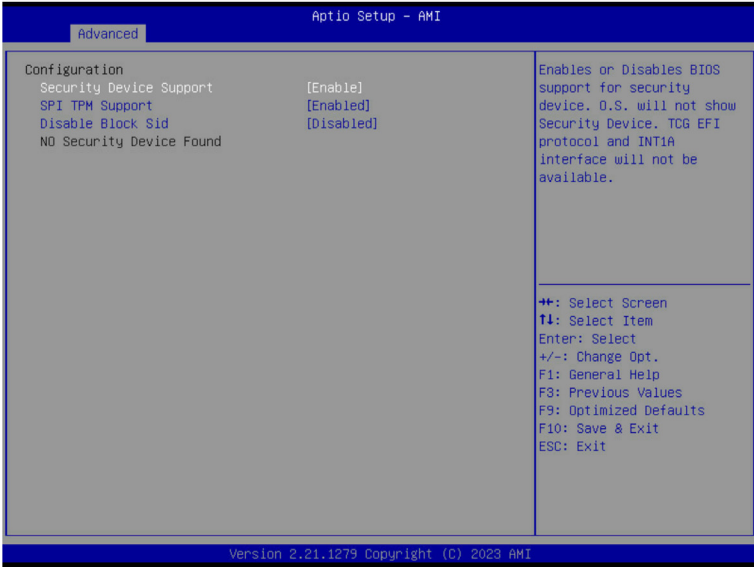 Aptio Setup – AMI
Advanced
Configuration
Security Device Support [Enable]
SPI TPM Support [Enabled]
Disable Block Sid [Disabled]
NO Security Device Found
Enables or Disables BIOS
support for security
device. O.S. will not show
Security Device. TCG EFI
protocol and INT1A
interface will not be
available.
→←: Select Screen
↑↓: Select Item
Enter: Select
+/-: Change Opt.
F1: General Help
F3: Previous Values
F9: Optimized Defaults
F10: Save & Exit
ESC: Exit
Version 2.21.1279 Copyright (C) 2023 AMI